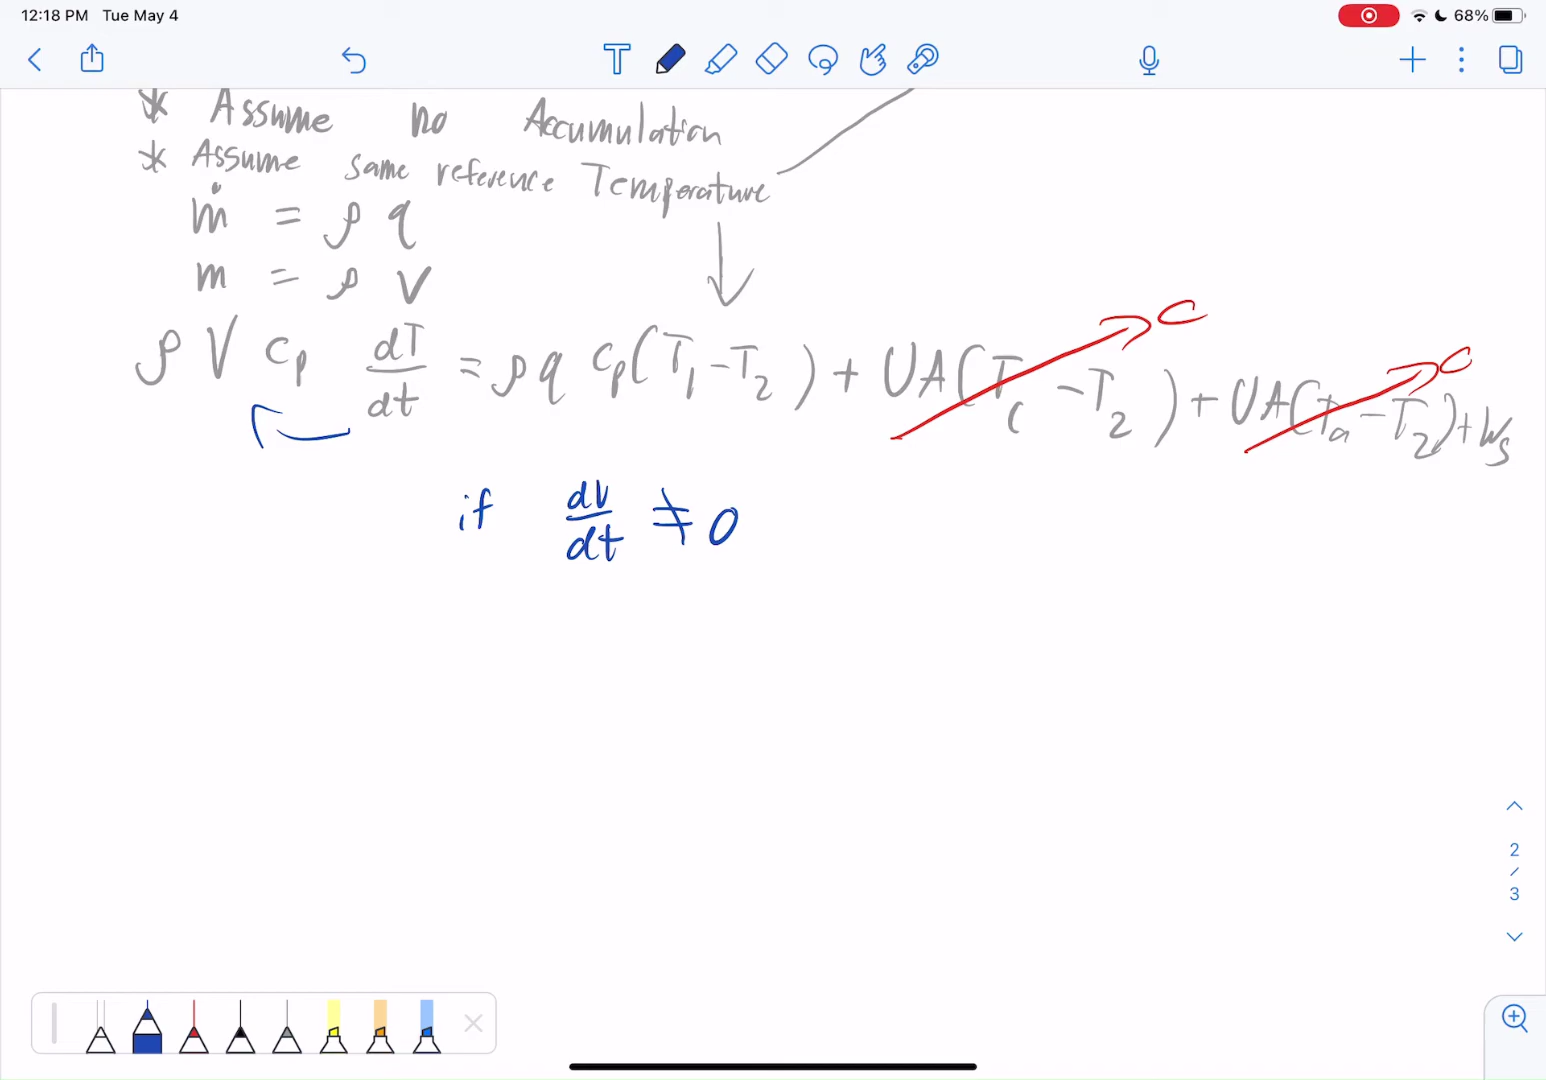 12:18 PM Tue May 4
68%
* Assume no Accumulation
* Assume same reference Temperature
ṁ = ρ q
m = ρ V
ρ V cp dT/dt = ρ q cp(T1 - T2) + UA(Tc - T2) + UA(Ta - T2) + Ws
if dV/dt ≠ 0
2
/
3